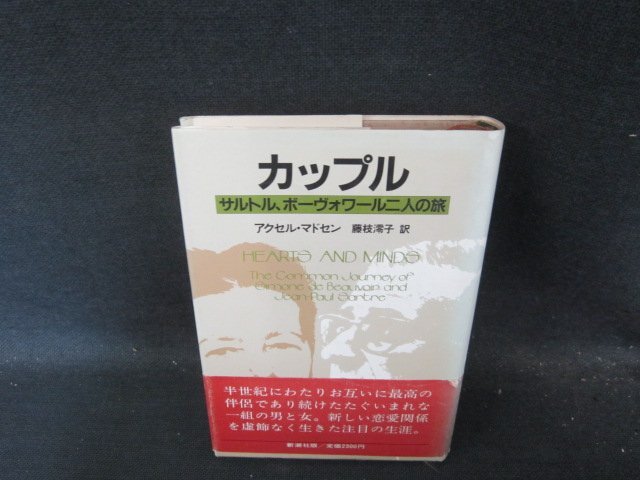 カップル
サルトル、ボーヴォワール二人の旅
アクセル・マドセン 藤枝澪子 訳
HEARTS AND MINDS
The Common Journey of
Simone de Beauvoir and
Jean-Paul Sartre
半世紀にわたりお互いに最高の
伴侶であり続けたたぐいまれな
一組の男と女。新しい恋愛関係
を虚飾なく生きた注目の生涯。
新潮社版／定価2300円